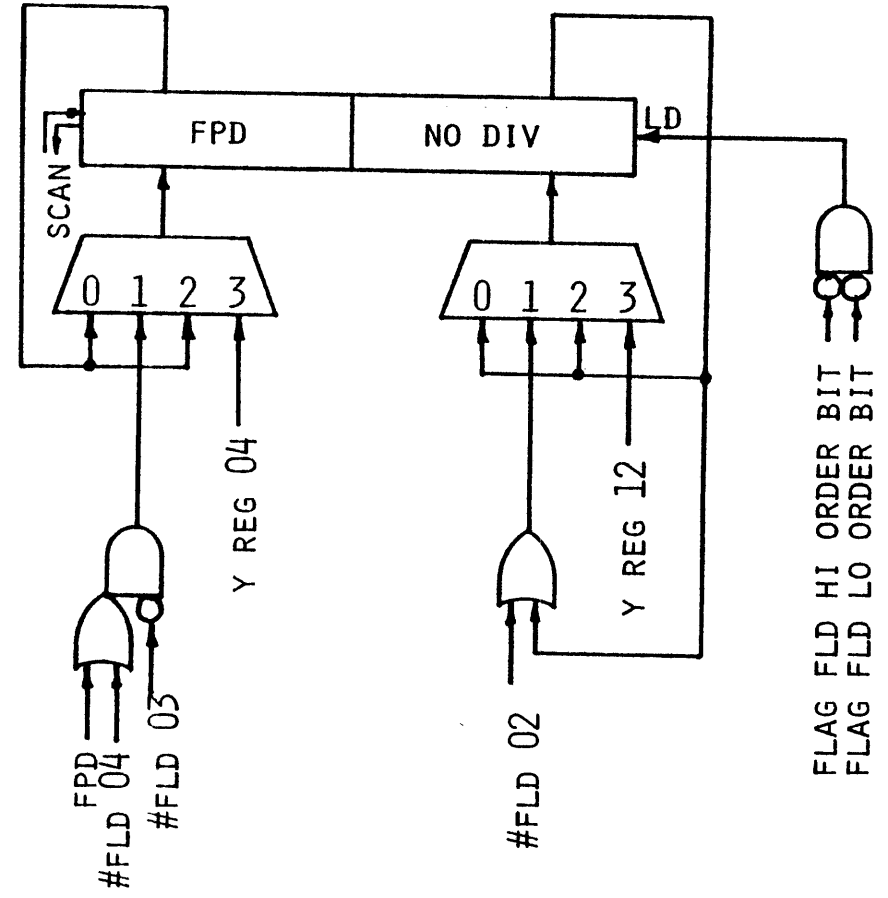 FPD
NO DIV
LD
SCAN
0 1 2 3
0 1 2 3
Y REG 04
Y REG 12
FPD
#FLD 04
#FLD 03
#FLD 02
FLAG FLD HI ORDER BIT
FLAG FLD LO ORDER BIT